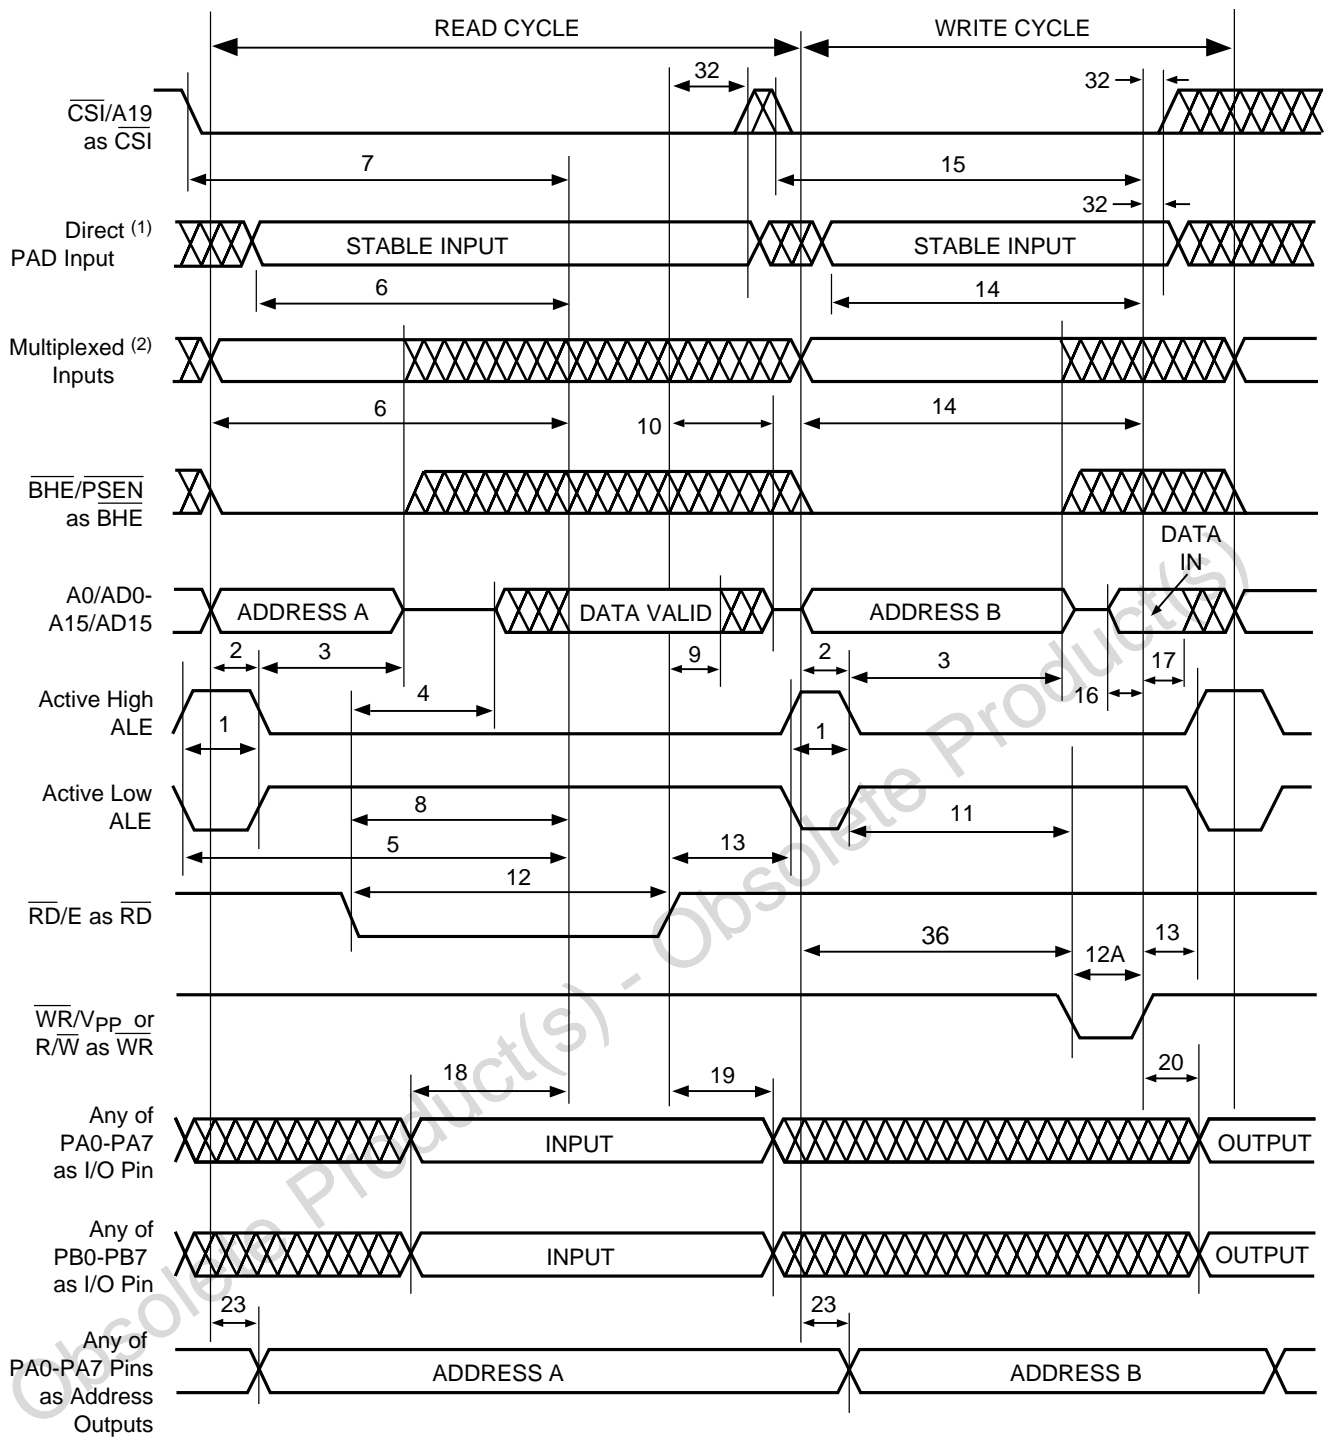 READ CYCLE WRITE CYCLE
32
32
CSI/A19
as CSI
7
15
32
Direct (1)
PAD Input
STABLE INPUT STABLE INPUT
6
14
Multiplexed (2)
Inputs
6
10
14
BHE/PSEN
as BHE
DATA
IN
A0/AD0-
A15/AD15
ADDRESS A DATA VALID ADDRESS B
2 3 9 2 3 17
4 16
Active High
ALE
1 1
Active Low
ALE
8 11
5 13
12
RD/E as RD
36 12A 13
WR/VPP or
R/W as WR
18 19 20
Any of
PA0-PA7
as I/O Pin
INPUT OUTPUT
Any of
PB0-PB7
as I/O Pin
INPUT OUTPUT
23 23
Any of
PA0-PA7 Pins
as Address
Outputs
ADDRESS A ADDRESS B
Obsolete Product(s) - Obsolete Product(s)